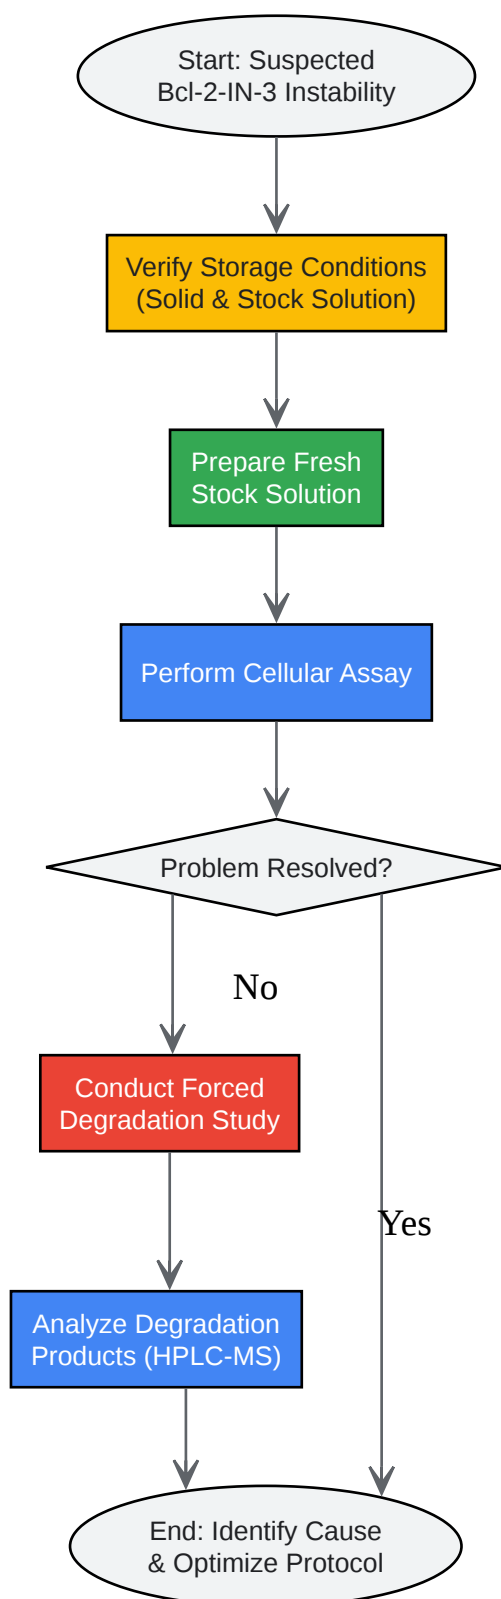 Start: Suspected
Bcl-2-IN-3 Instability
Verify Storage Conditions
(Solid & Stock Solution)
Prepare Fresh
Stock Solution
Perform Cellular Assay
Problem Resolved?
No
Conduct Forced
Degradation Study
Yes
Analyze Degradation
Products (HPLC-MS)
End: Identify Cause
& Optimize Protocol